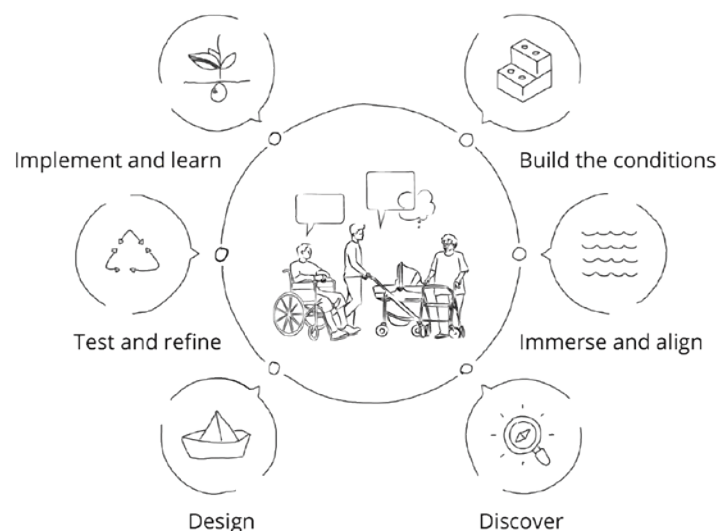 Implement and learn
Build the conditions
Test and refine
Immerse and align
Design
Discover